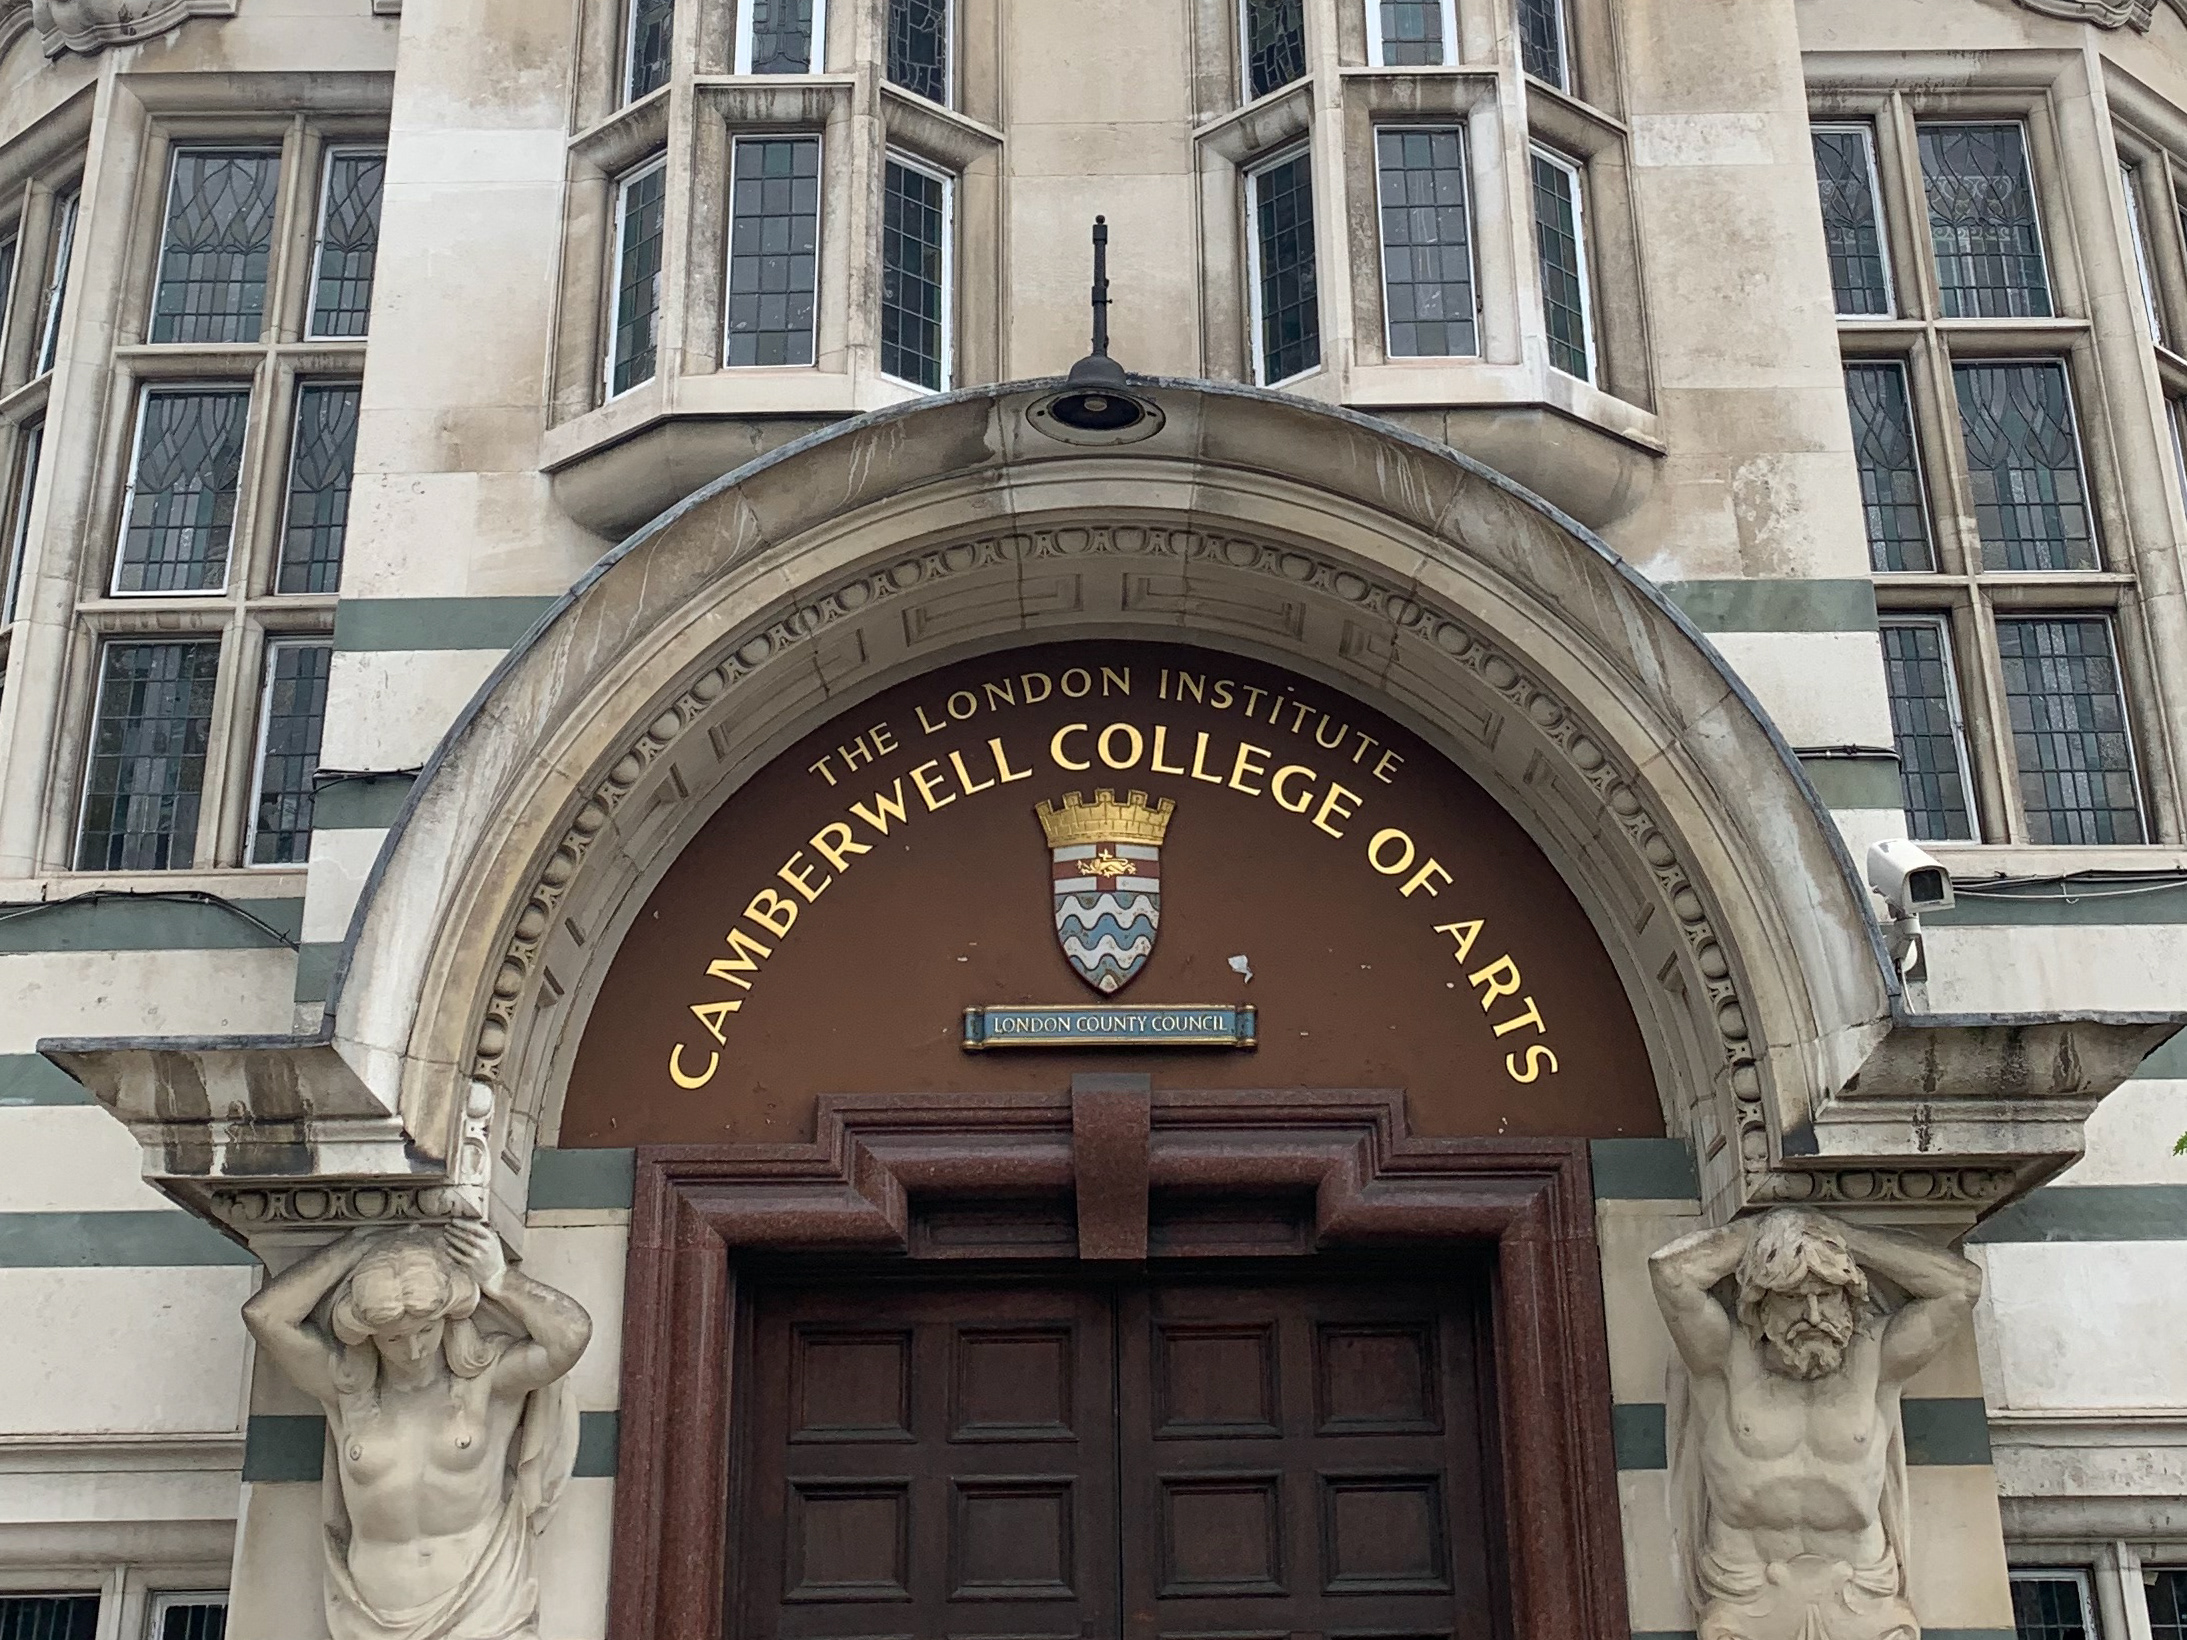 THE LONDON INSTITUTE
CAMBERWELL COLLEGE OF ARTS
LONDON COUNTY COUNCIL